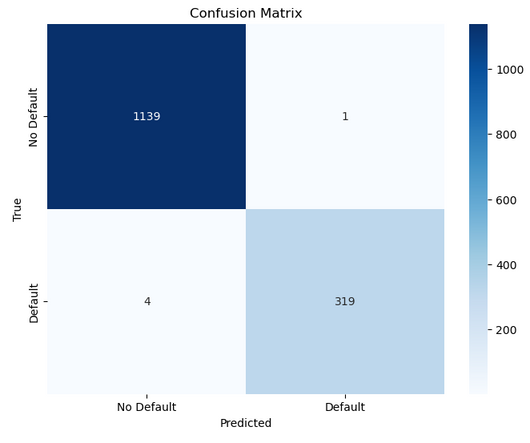 Confusion Matrix
No Default
1139
1
Default
4
319
True
No Default
Default
Predicted
1000
800
600
400
200